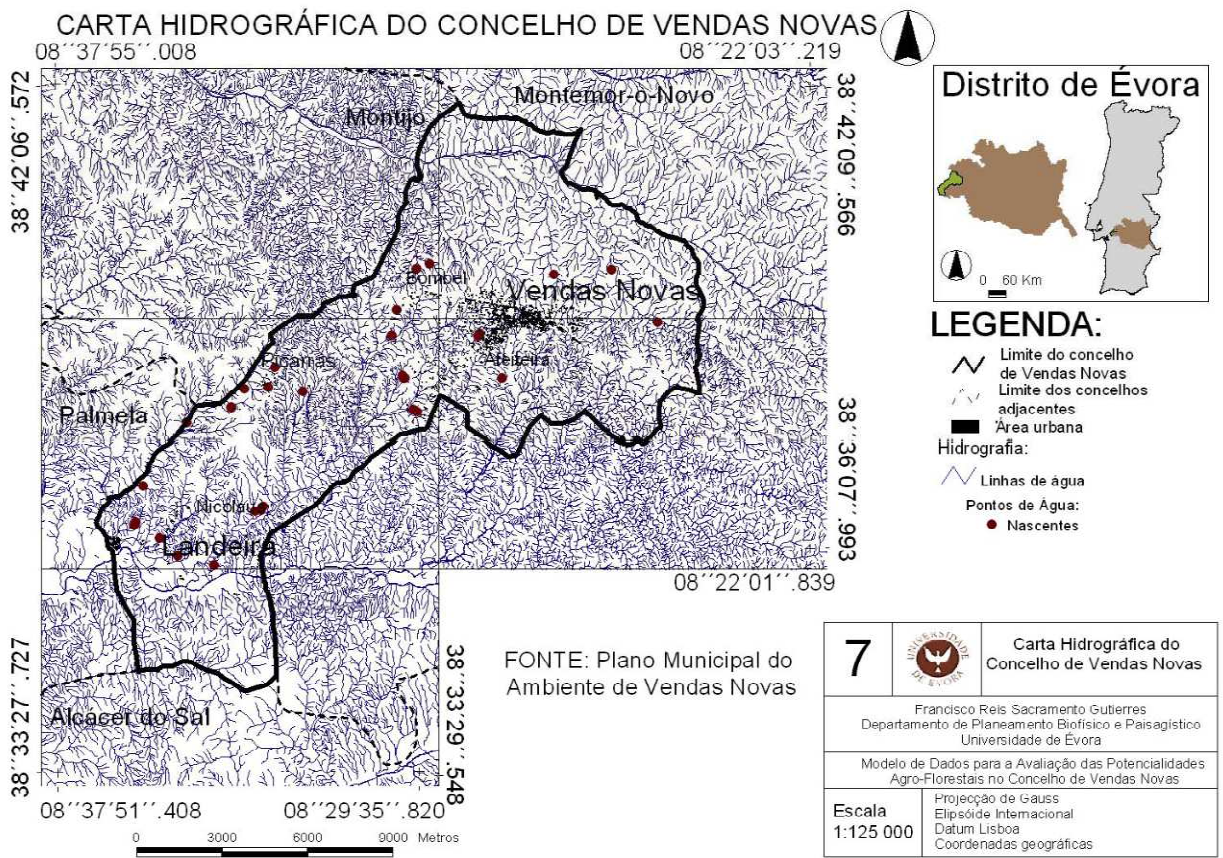 CARTA HIDROGRÁFICA DO CONCELHO DE VENDAS NOVAS
08´´37´55´´.008
08´´22´03´´.219
38´´42´06´´.572
38´´42´09´´.566
Montemor-o-Novo
Montijo
Bombel
Vendas Novas
Afeiteira
Piçarras
Palmela
Nicolau
Landeira
38´´36´07´´.993
08´´22´01´´.839
38´´33´27´´.727
38´´33´29´´.548
Alcácer do Sal
08´´37´51´´.408
08´´29´35´´.820
0 3000 6000 9000 Metros
Distrito de Évora
0 60 Km
LEGENDA:
Limite do concelho
de Vendas Novas
Limite dos concelhos
adjacentes
Área urbana
Hidrografia:
Linhas de água
Pontos de Água:
Nascentes
FONTE: Plano Municipal do
Ambiente de Vendas Novas
7
UNIVERSIDADE
DE ÉVORA
Carta Hidrográfica do
Concelho de Vendas Novas
Francisco Reis Sacramento Gutierres
Departamento de Planeamento Biofísico e Paisagístico
Universidade de Évora
Modelo de Dados para a Avaliação das Potencialidades
Agro-Florestais no Concelho de Vendas Novas
Escala
1:125 000
Projecção de Gauss
Elipsóide Internacional
Datum Lisboa
Coordenadas geográficas